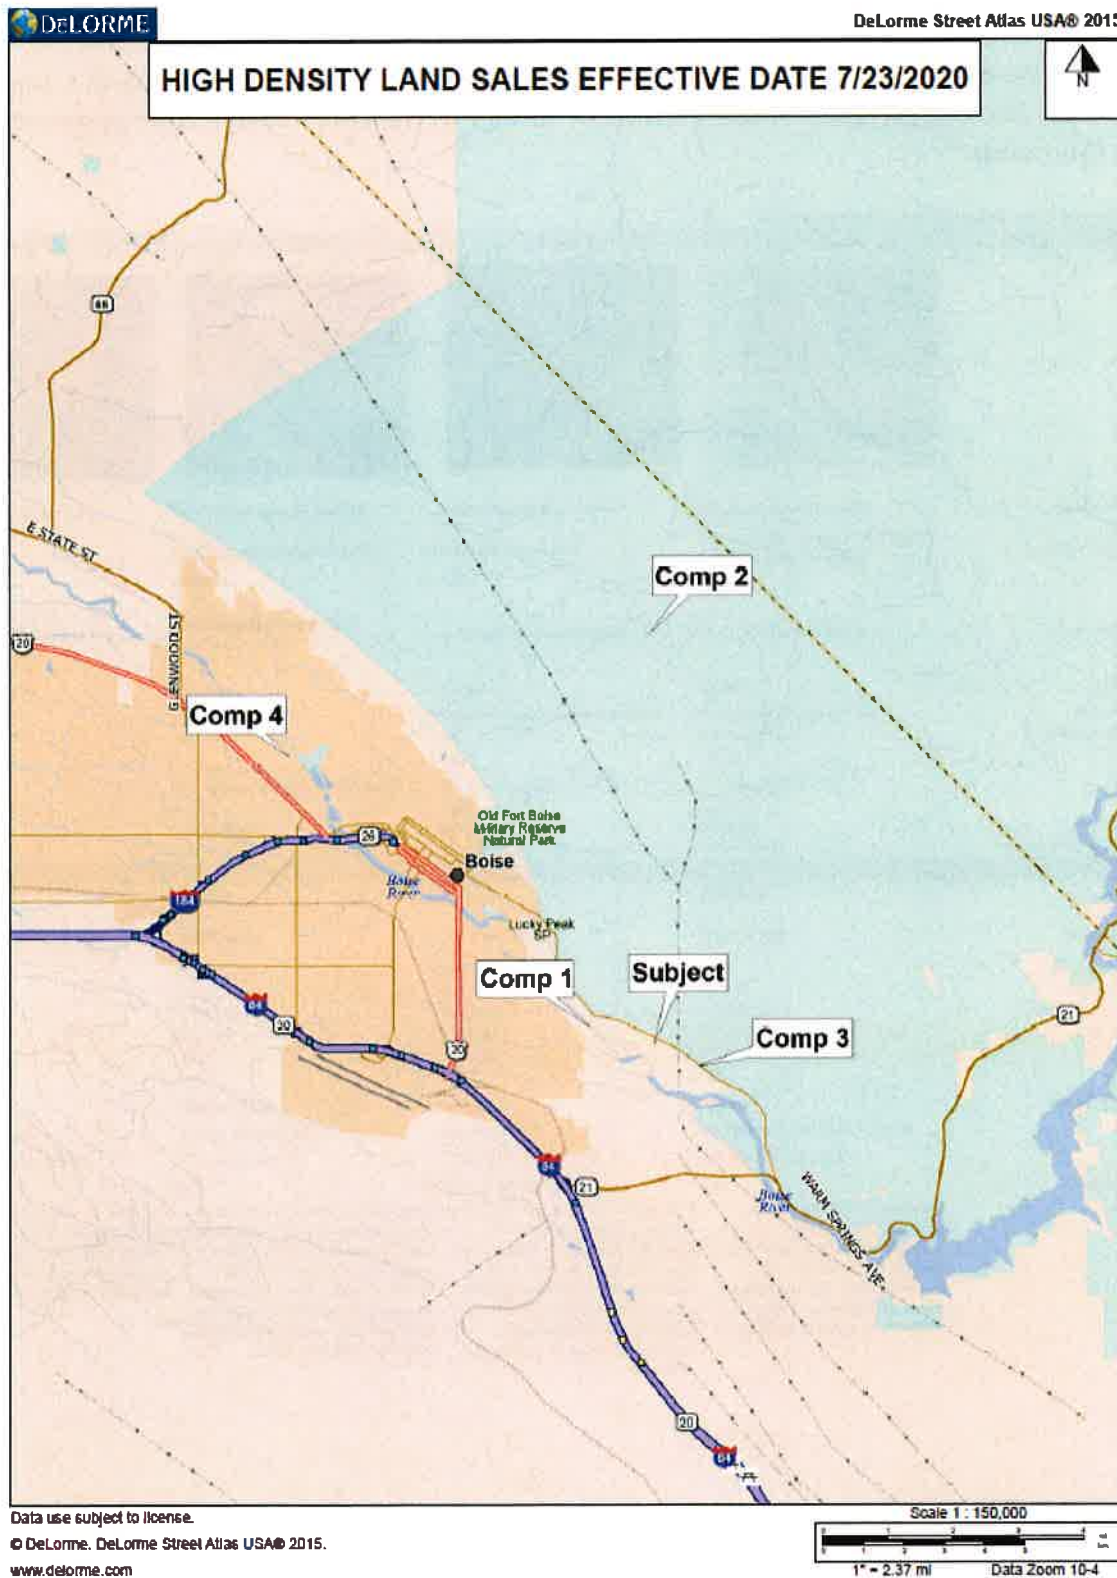 DELORME
DeLorme Street Atlas USA® 2015
HIGH DENSITY LAND SALES EFFECTIVE DATE 7/23/2020
N
55
E STATE ST
20
GLENWOOD ST
Comp 2
Comp 4
Old Fort Boise
Military Reserve
Natural Park
26
Boise
Boise
River
184
Lucky Peak
SP
Comp 1
Subject
84
20
21
Comp 3
20
84
21
Boise
River
WARM SPRINGS AVE
20
84
Data use subject to license.
© DeLorme. DeLorme Street Atlas USA® 2015.
www.delorme.com
Scale 1 : 150,000
mi
km
1" = 2.37 mi
Data Zoom 10-4